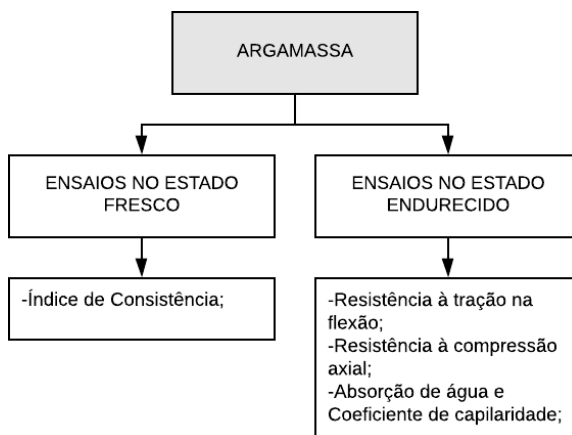 ARGAMASSA
ENSAIOS NO ESTADO
FRESCO
-Índice de Consistência;
ENSAIOS NO ESTADO
ENDURECIDO
-Resistência à tração na
flexão;
-Resistência à compressão
axial;
-Absorção de água e
Coeficiente de capilaridade;